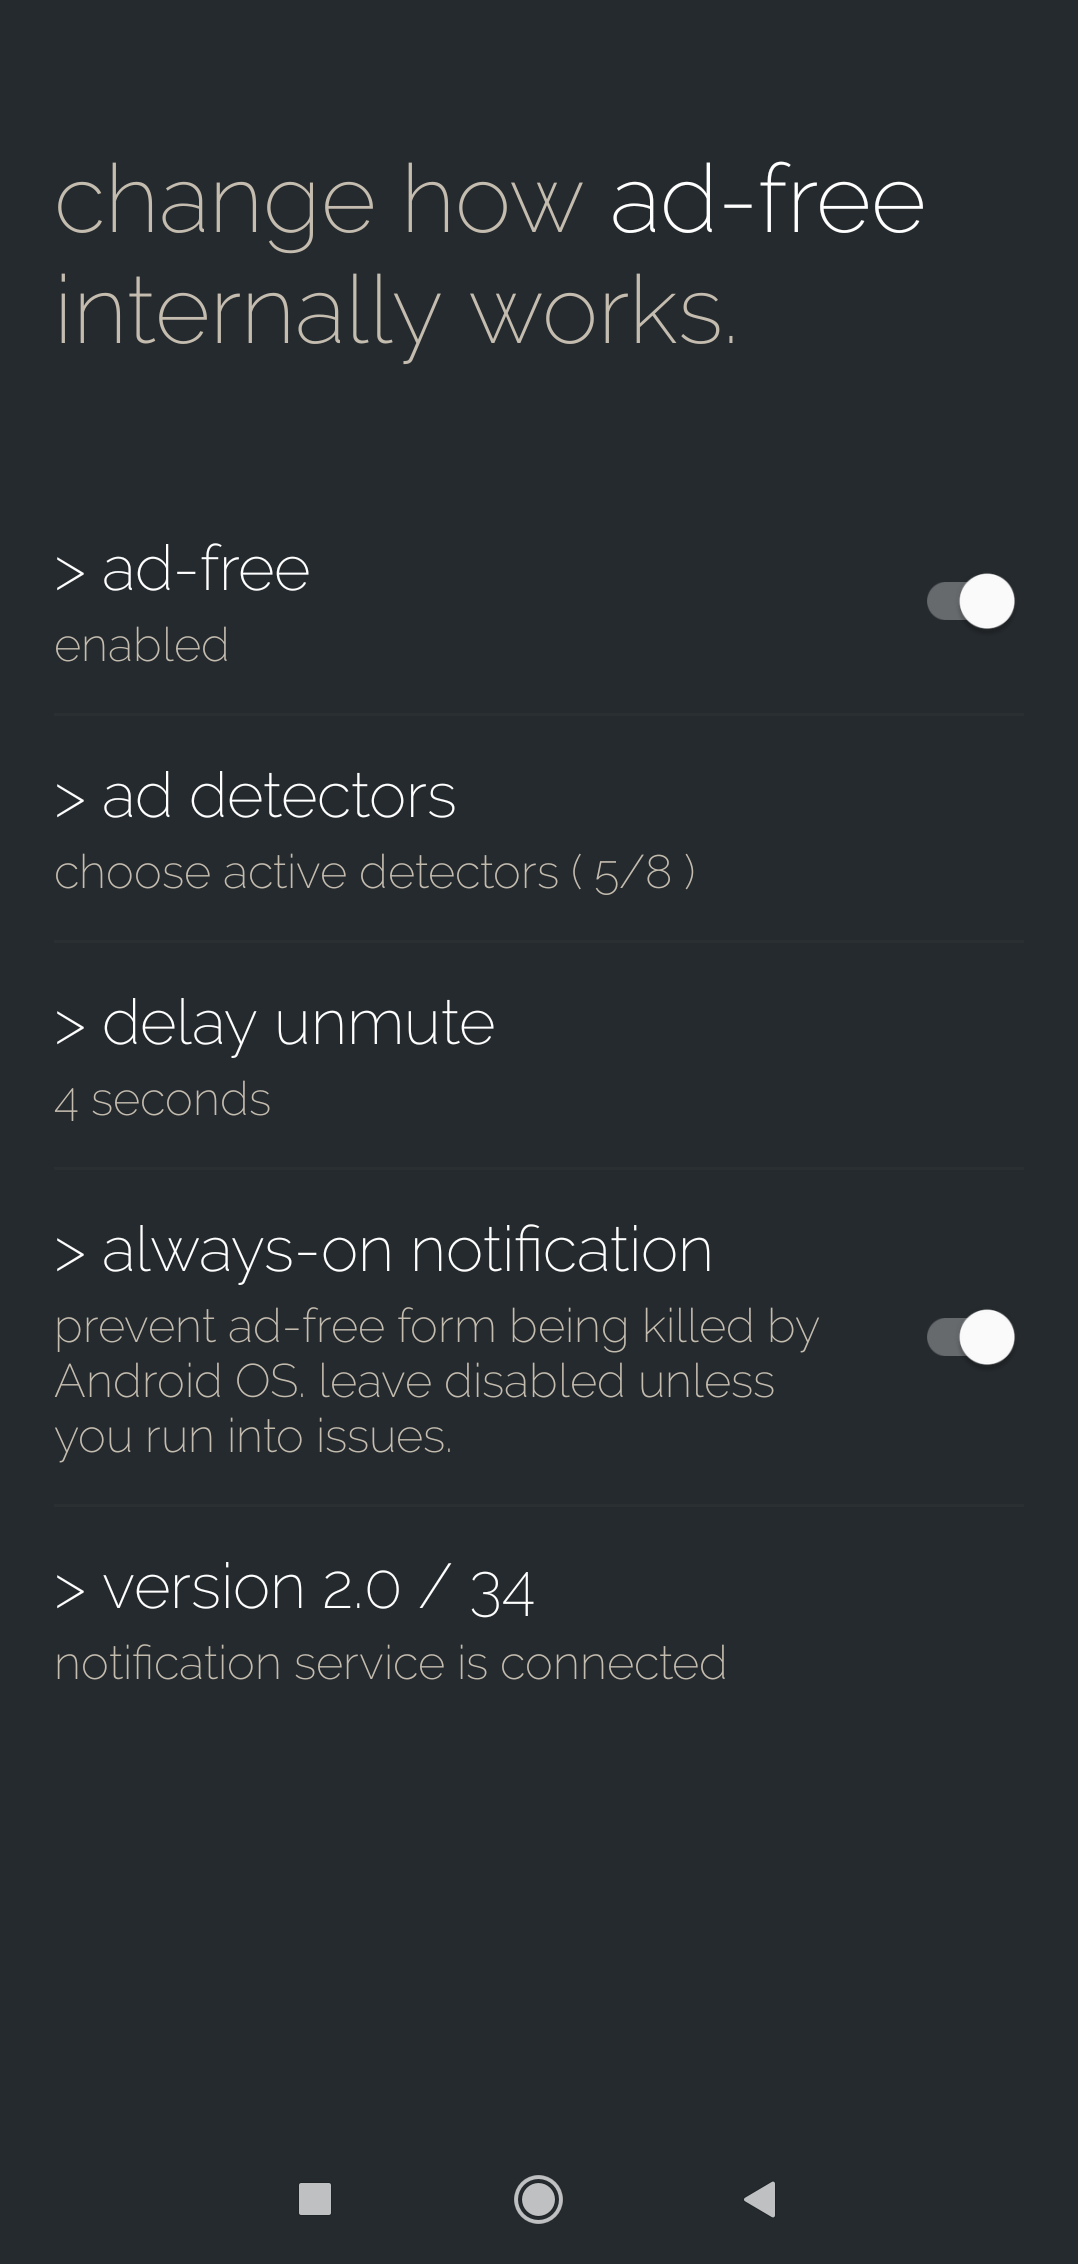 change how ad-free
internally works.
> ad-free
enabled
> ad detectors
choose active detectors ( 5/8 )
> delay unmute
4 seconds
> always-on notification
prevent ad-free form being killed by
Android OS. leave disabled unless
you run into issues.
> version 2.0 / 34
notification service is connected